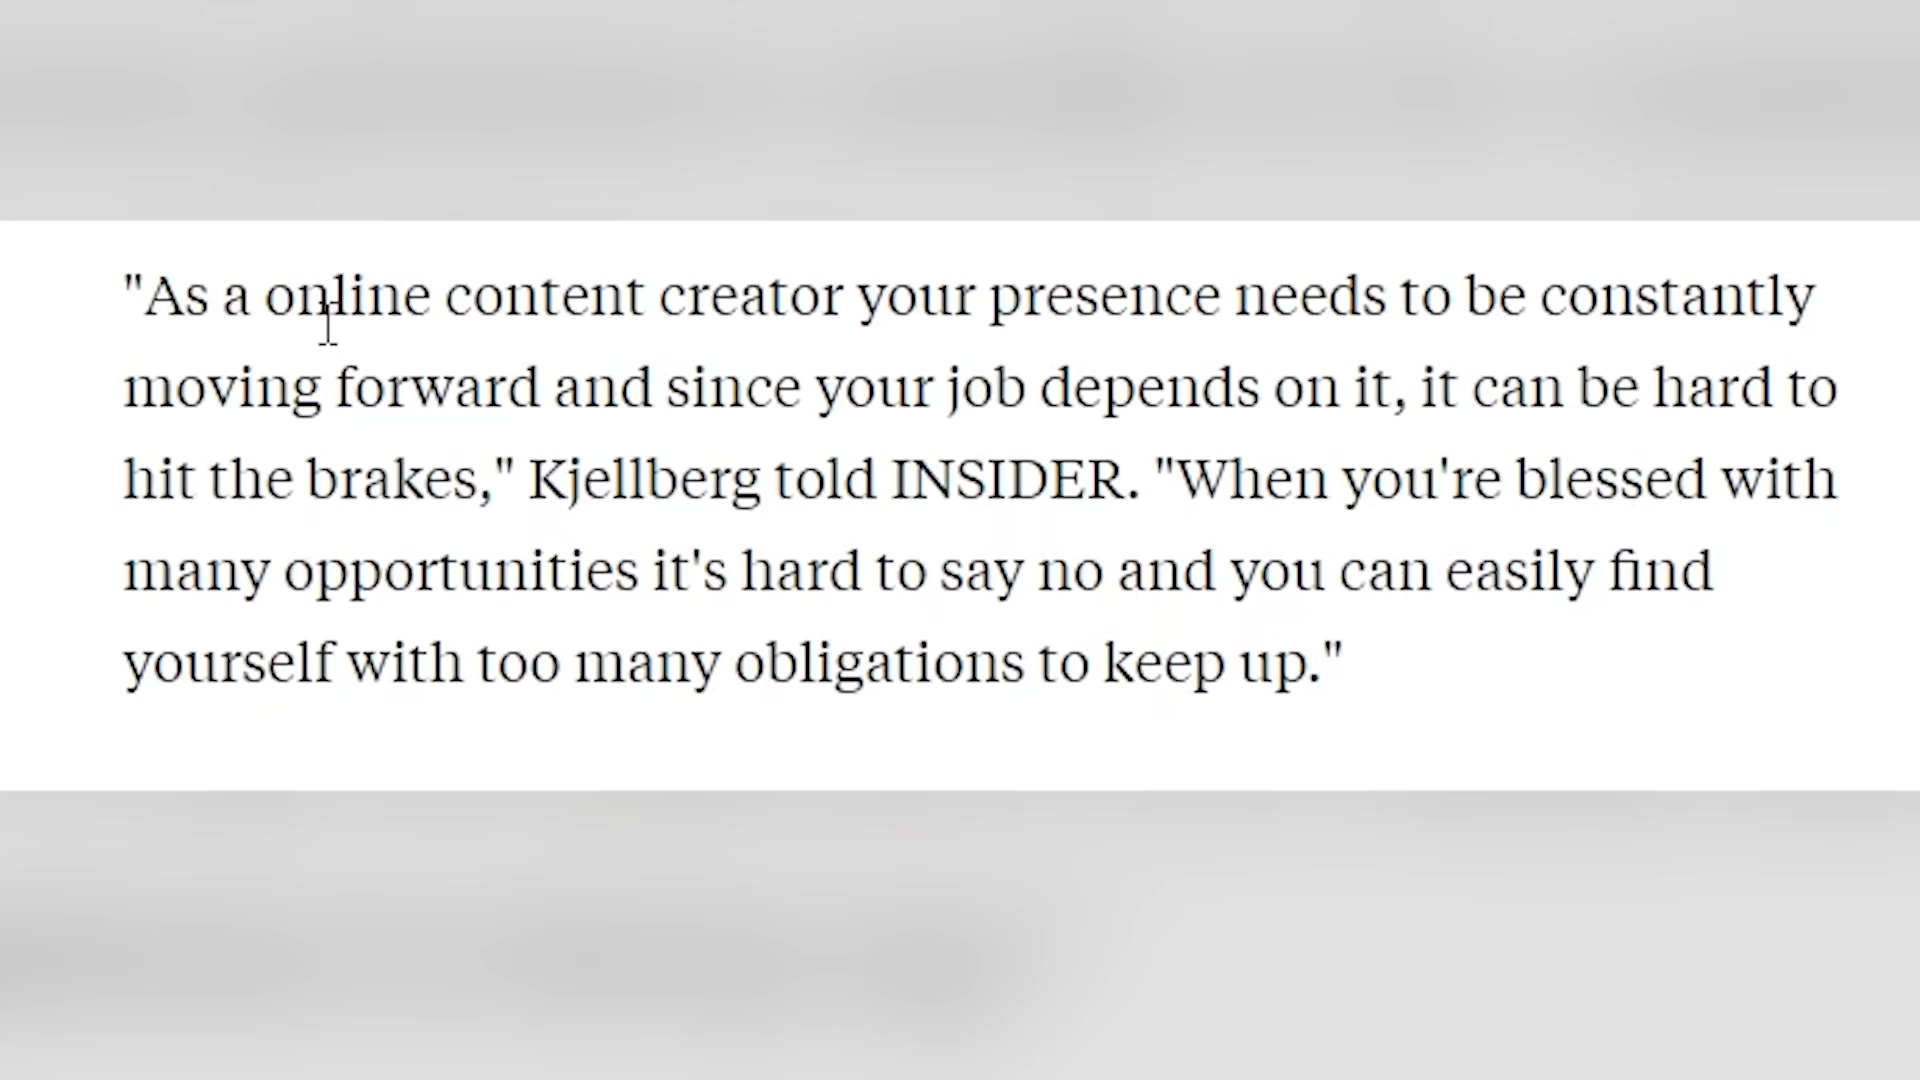 "As a online content creator your presence needs to be constantly
moving forward and since your job depends on it, it can be hard to
hit the brakes," Kjellberg told INSIDER. "When you're blessed with
many opportunities it's hard to say no and you can easily find
yourself with too many obligations to keep up."